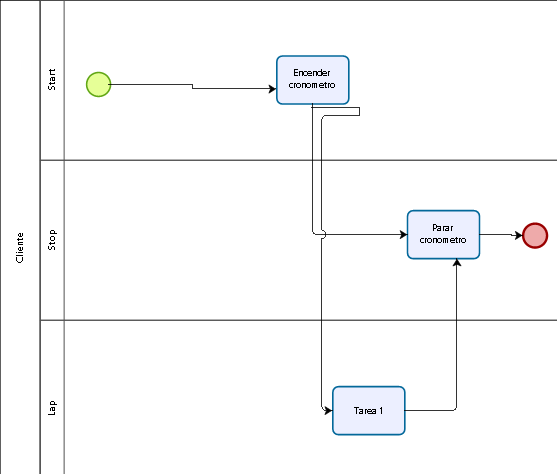 Cliente
Start
Encender
cronometro
Stop
Parar
cronometro
Lap
Tarea 1